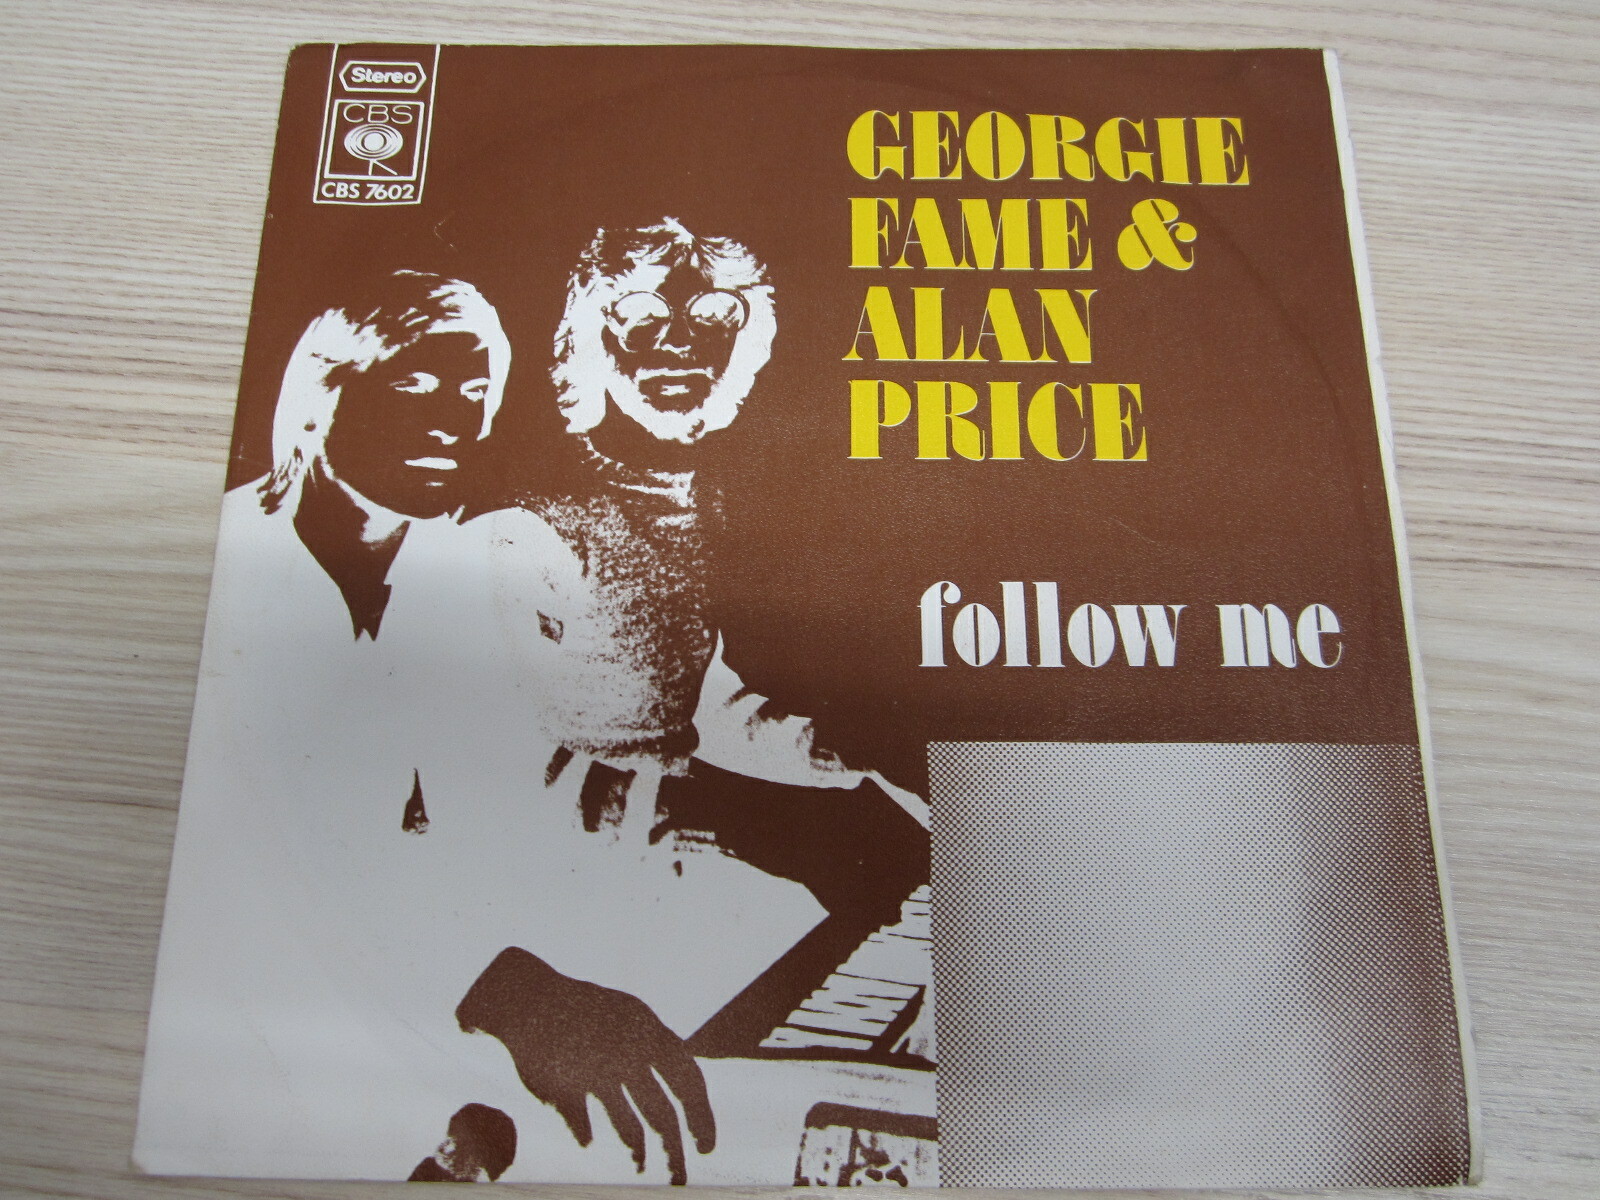 Stereo
CBS
CBS 7602
GEORGIE
FAME &
ALAN
PRICE
follow me